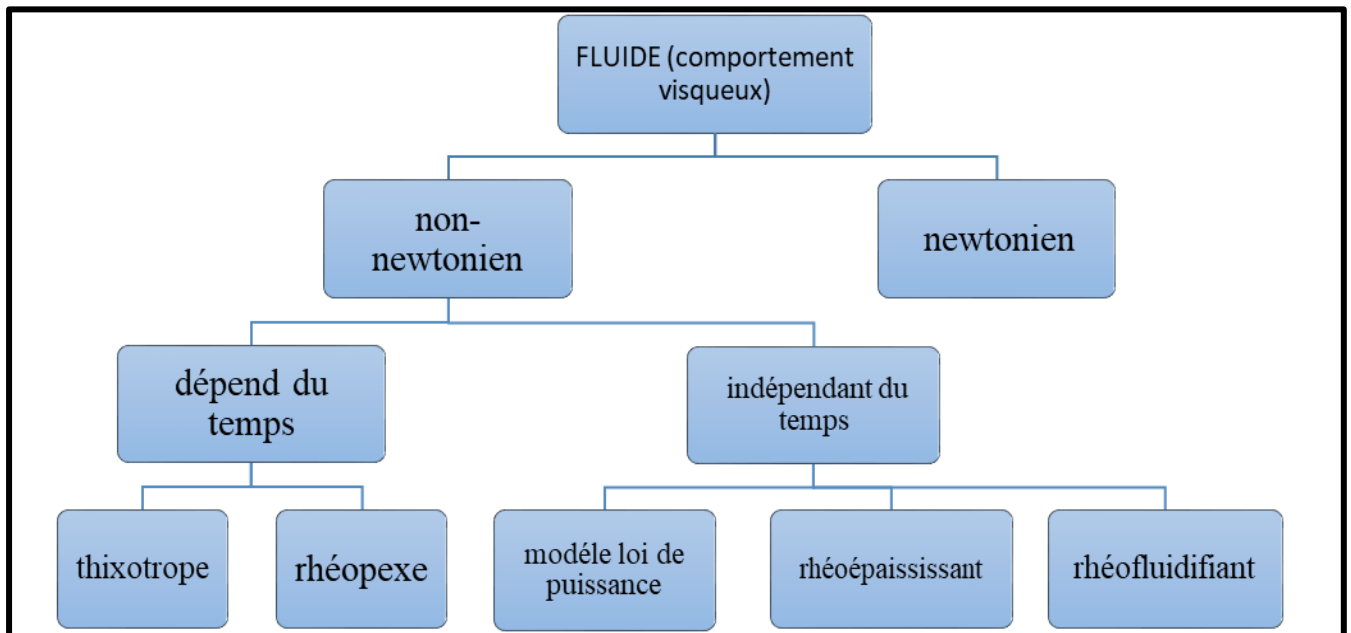 FLUIDE (comportement
visqueux)
non-
newtonien
newtonien
dépend du
temps
indépendant du
temps
thixotrope
rhéopexe
modéle loi de
puissance
rhéoépaississant
rhéofluidifiant